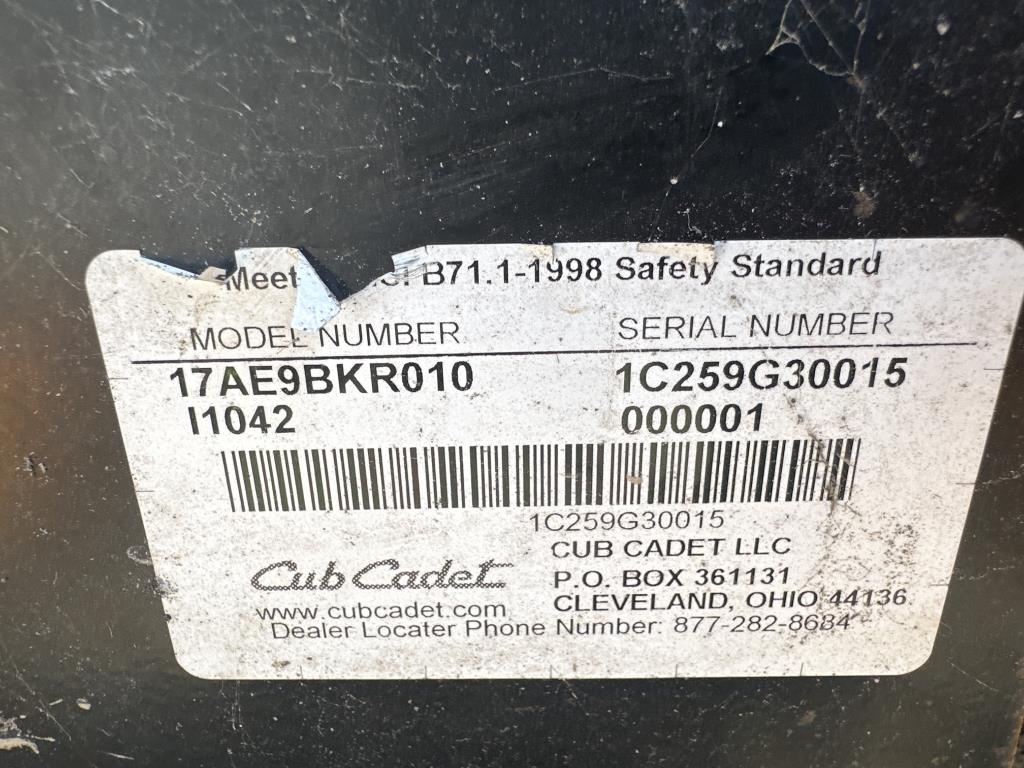 Meet B71.1-1998 Safety Standard
MODEL NUMBER SERIAL NUMBER
17AE9BKR010 1C259G30015
I1042 000001
1C259G30015
Cub Cadet
CUB CADET LLC
P.O. BOX 361131
www.cubcadet.com CLEVELAND, OHIO 44136
Dealer Locater Phone Number: 877-282-8684